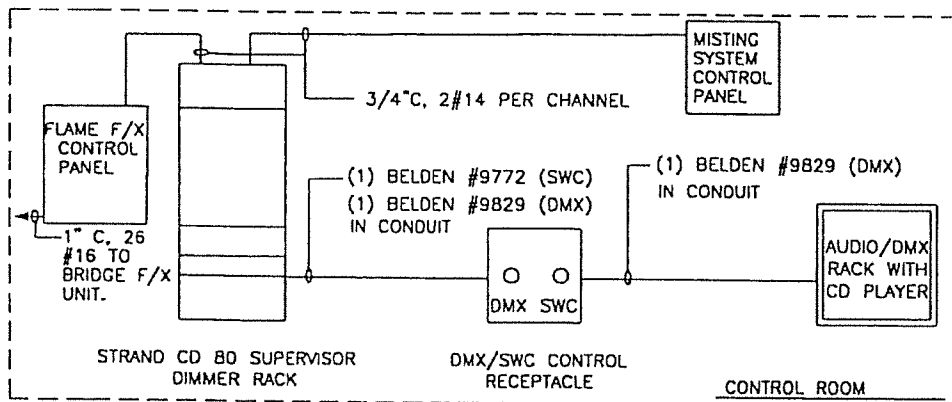 MISTING
SYSTEM
CONTROL
PANEL
3/4"C, 2#14 PER CHANNEL
FLAME F/X
CONTROL
PANEL
(1) BELDEN #9772 (SWC)
(1) BELDEN #9829 (DMX)
IN CONDUIT
(1) BELDEN #9829 (DMX)
IN CONDUIT
1" C, 26
#16 TO
BRIDGE F/X
UNIT.
DMX SWC
AUDIO/DMX
RACK WITH
CD PLAYER
STRAND CD 80 SUPERVISOR
DIMMER RACK
DMX/SWC CONTROL
RECEPTACLE
CONTROL ROOM